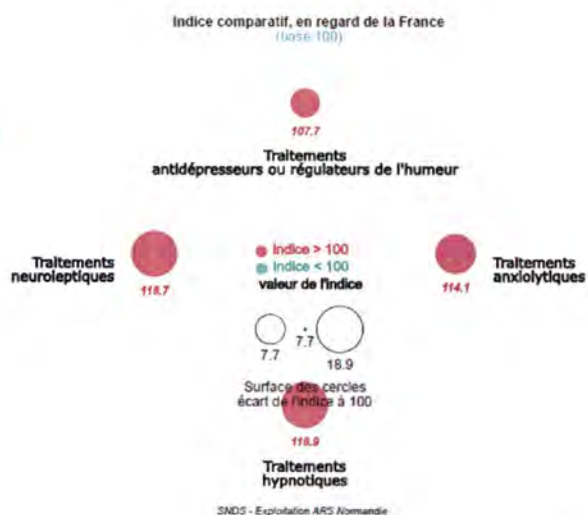 Indice comparatif, en regard de la France
(base 100)
107.7
Traitements
antidépresseurs ou régulateurs de l'humeur
Traitements
neuroleptiques
118.7
Indice > 100
Indice < 100
valeur de l'indice
114.1
Traitements
anxiolytiques
7.7
7.7
18.9
Surface des cercles
écart de l'indice à 100
118.9
Traitements
hypnotiques
SNDS - Exploitation ARS Normandie